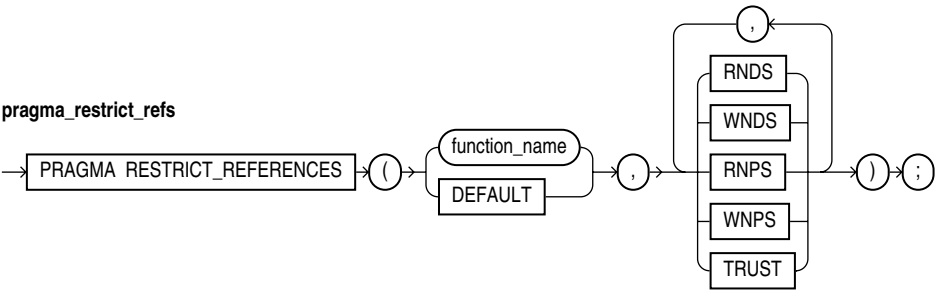 ,
RNDS
pragma_restrict_refs
WNDS
function_name
PRAGMA RESTRICT_REFERENCES ( , RNPS ) ;
DEFAULT
WNPS
TRUST